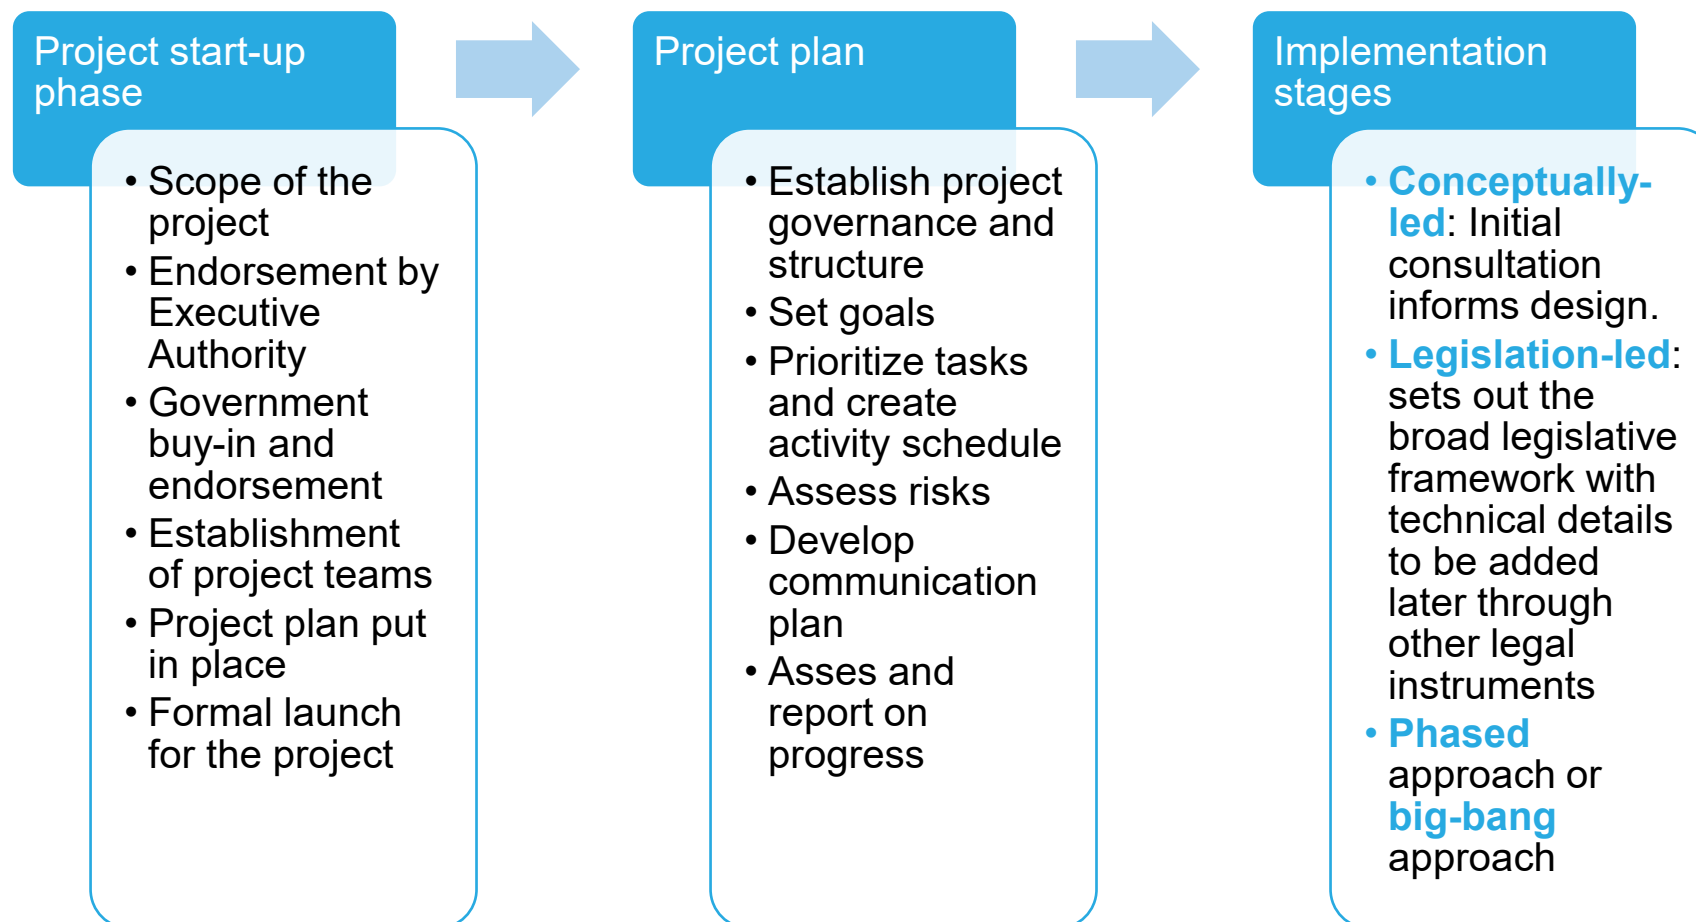 Project start-up
phase
• Scope of the
project
• Endorsement by
Executive
Authority
• Government
buy-in and
endorsement
• Establishment
of project teams
• Project plan put
in place
• Formal launch
for the project
Project plan
• Establish project
governance and
structure
• Set goals
• Prioritize tasks
and create
activity schedule
• Assess risks
• Develop
communication
plan
• Asses and
report on
progress
Implementation
stages
• Conceptually-
led: Initial
consultation
informs design.
• Legislation-led:
sets out the
broad legislative
framework with
technical details
to be added
later through
other legal
instruments
• Phased
approach or
big-bang
approach